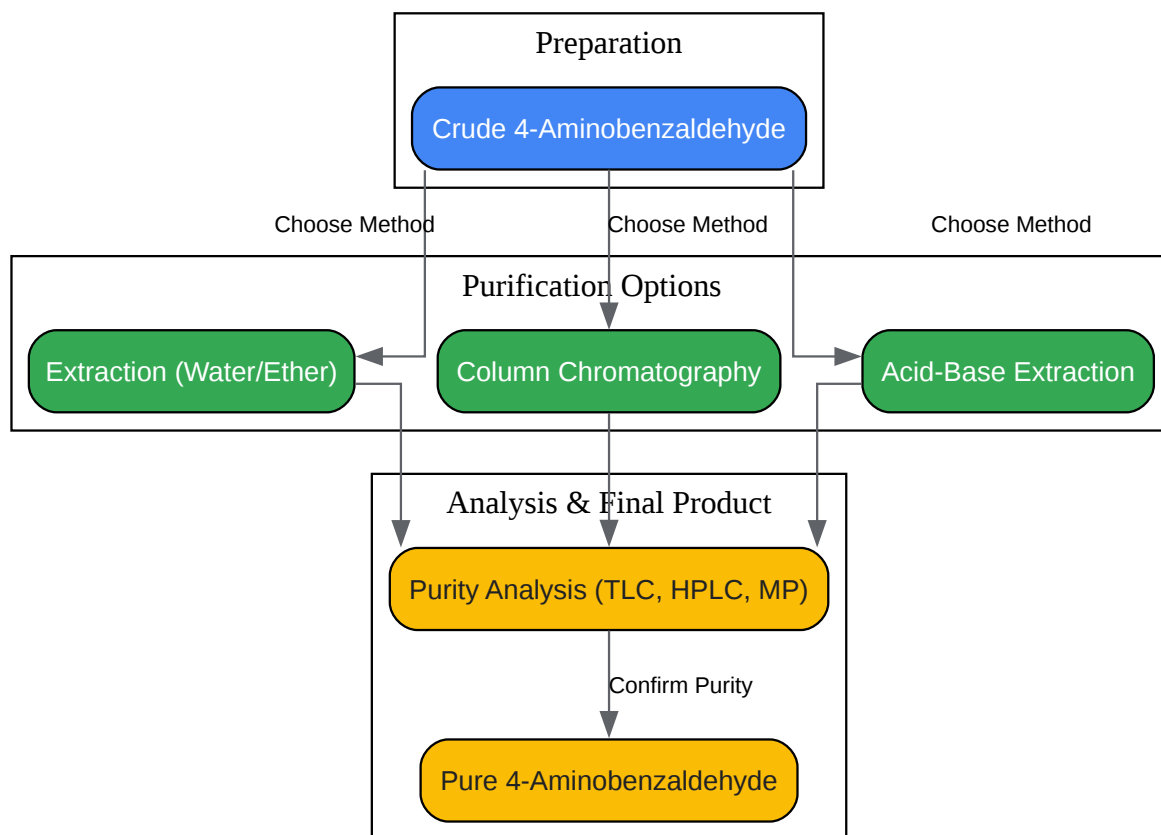 Preparation
Crude 4-Aminobenzaldehyde
Choose Method
Choose Method
Choose Method
Purification Options
Extraction (Water/Ether)
Column Chromatography
Acid-Base Extraction
Analysis & Final Product
Purity Analysis (TLC, HPLC, MP)
Confirm Purity
Pure 4-Aminobenzaldehyde